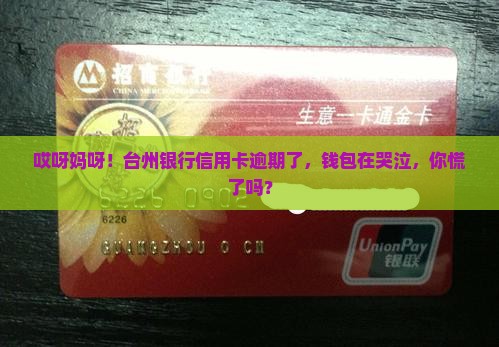 招商银行
CHINA MERCHANTS BANK
生意一卡通金卡
哎呀妈呀！台州银行信用卡逾期了，钱包在哭泣，你慌
了吗？
6226 0902
6226
GUANGZHOU O CH
UnionPay
银联